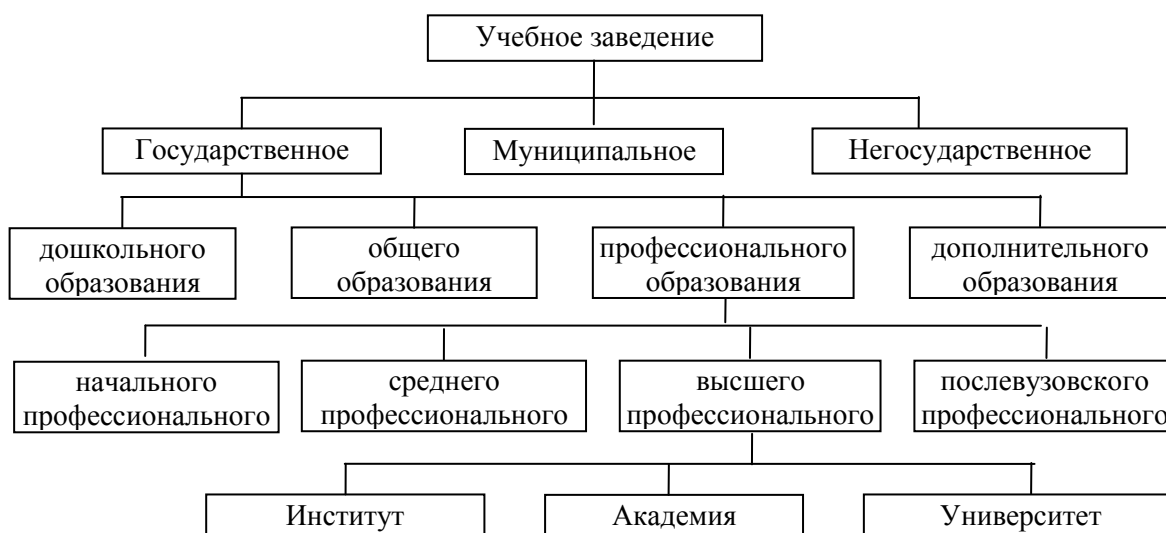 Учебное заведение
Государственное
Муниципальное
Негосударственное
дошкольного
образования
общего
образования
профессионального
образования
дополнительного
образования
начального
профессионального
среднего
профессионального
высшего
профессионального
послевузовского
профессионального
Институт
Академия
Университет